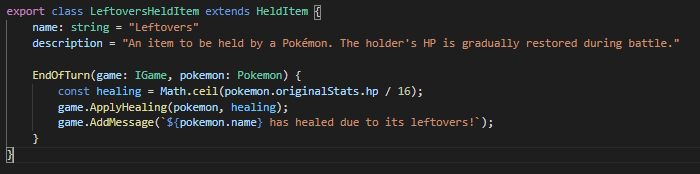 export class LeftoversHeldItem extends HeldItem {
name: string = "Leftovers"
description = "An item to be held by a Pokémon. The holder's HP is gradually restored during battle."
EndOfTurn(game: IGame, pokemon: Pokemon) {
const healing = Math.ceil(pokemon.originalStats.hp / 16);
game.ApplyHealing(pokemon, healing);
game.AddMessage(`${pokemon.name} has healed due to its leftovers!`);
}
}